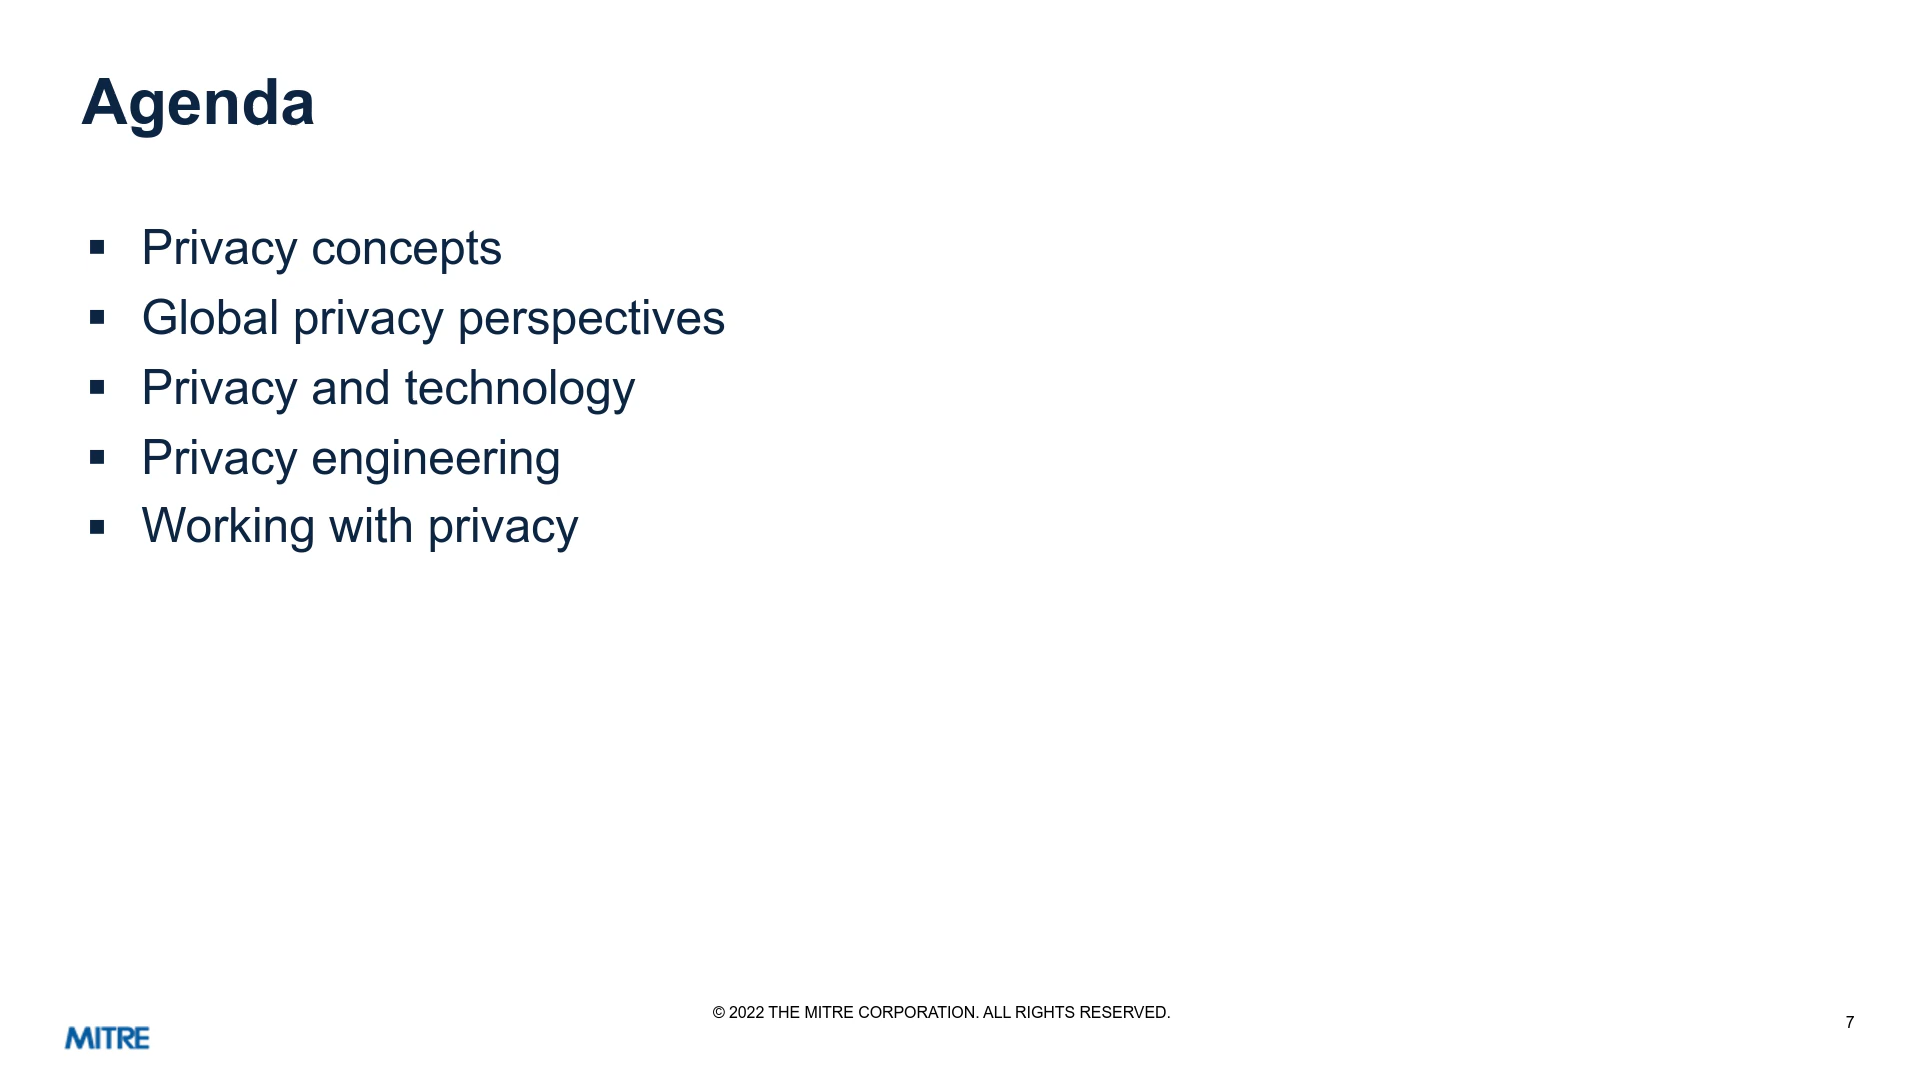 Agenda
▪ Privacy concepts
▪ Global privacy perspectives
▪ Privacy and technology
▪ Privacy engineering
▪ Working with privacy
© 2022 THE MITRE CORPORATION. ALL RIGHTS RESERVED.
7
MITRE